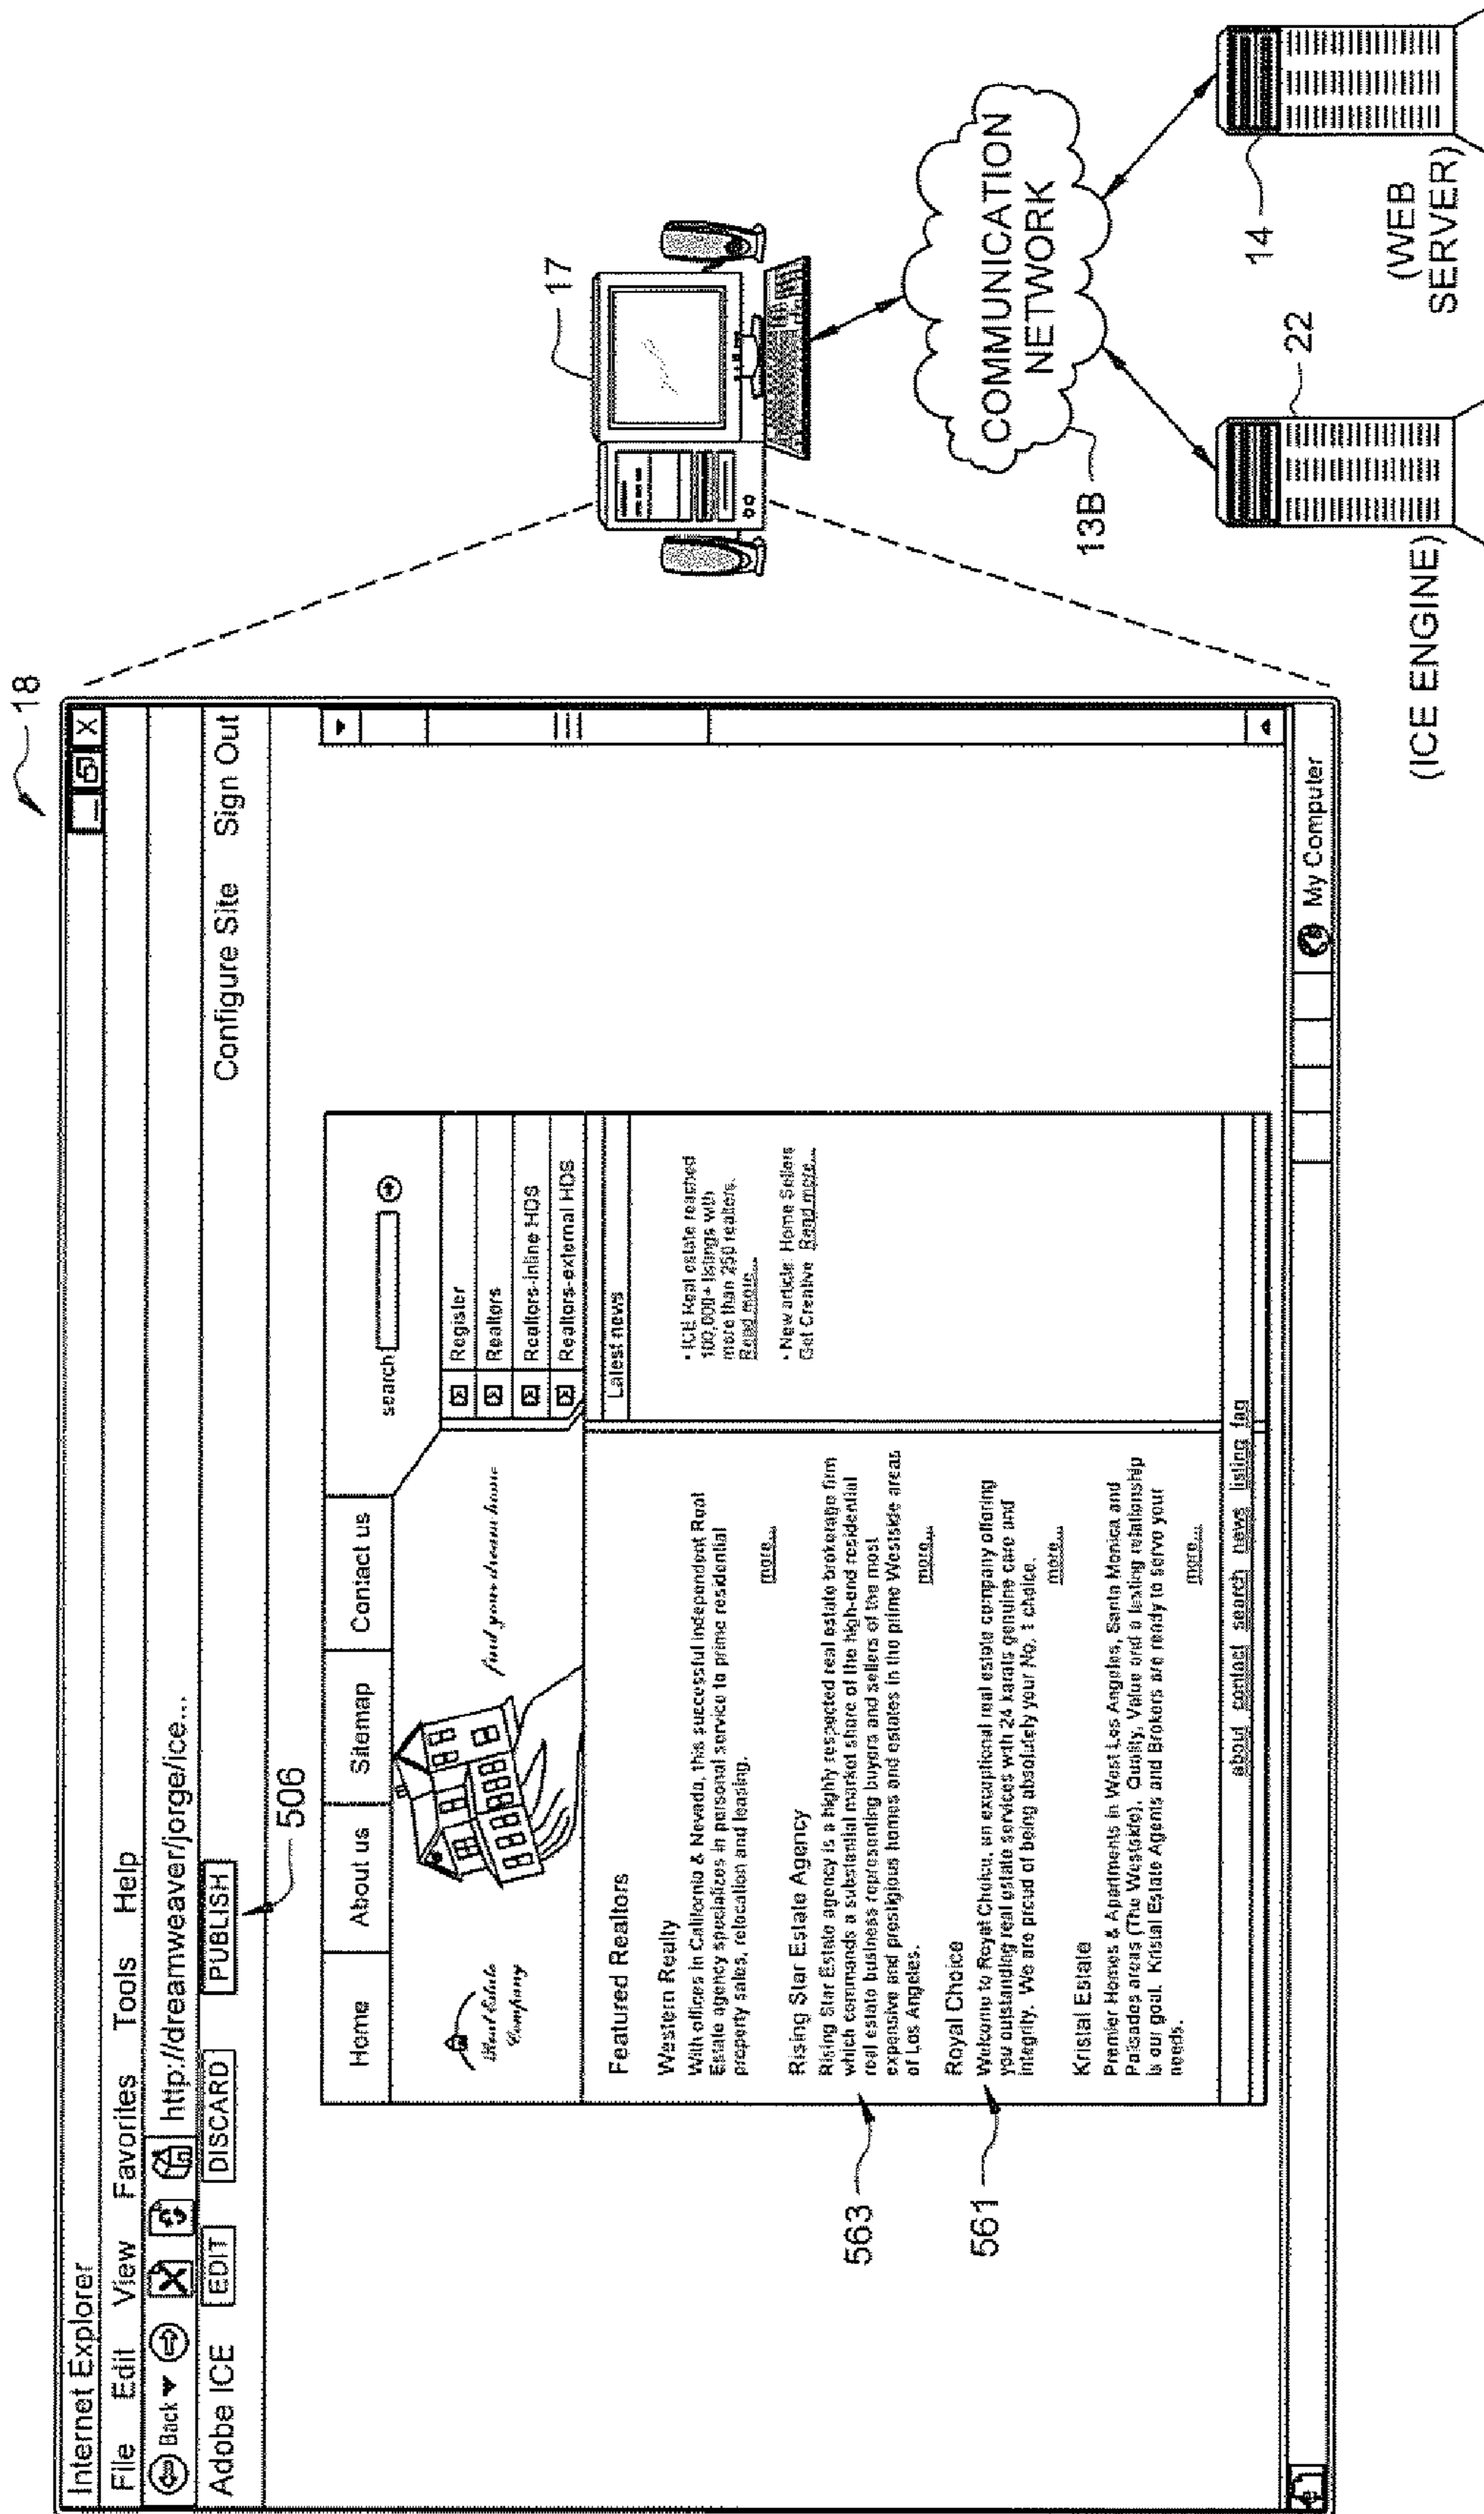 18
Internet Explorer
File Edit View Favorites Tools Help
Back http://dreamweaver/jorge/ice...
Adobe ICE EDIT DISCARD PUBLISH Configure Site Sign Out
506
Home About us Sitemap Contact us
search
Real Estate
Company
find your dream home
Register
Realtors
Realtors-inline HDS
Realtors-external HDS
Featured Realtors
Western Realty
With offices in California & Nevada, this successful independent Real
Estate agency specializes in personal service to prime residential
property sales, relocation and leasing.
more...
Rising Star Estate Agency
Rising Star Estate agency is a highly respected real estate brokerage firm
which commands a substantial market share of the high-end residential
real estate business representing buyers and sellers of the most
expensive and prestigious homes and estates in the prime Westside areas
of Los Angeles.
more...
Royal Choice
Welcome to Royal Choice, an exceptional real estate company offering
you outstanding real estate services with 24 karats genuine care and
integrity. We are proud of being absolutely your No. 1 choice.
more...
Kristal Estate
Premier Homes & Apartments in West Los Angeles, Santa Monica and
Palisades areas (The Westside). Quality, Value and a lasting relationship
is our goal. Kristal Estate Agents and Brokers are ready to serve your
needs.
more...
Latest news
• ICE Real estate reached
100,000+ listings with
more than 250 realters.
Read more...
• New article: Home Sellers
Get Creative Read more...
about contact search news listing faq
My Computer
563
561
17
COMMUNICATION
NETWORK
13B
22
14
(ICE ENGINE)
(WEB
SERVER)